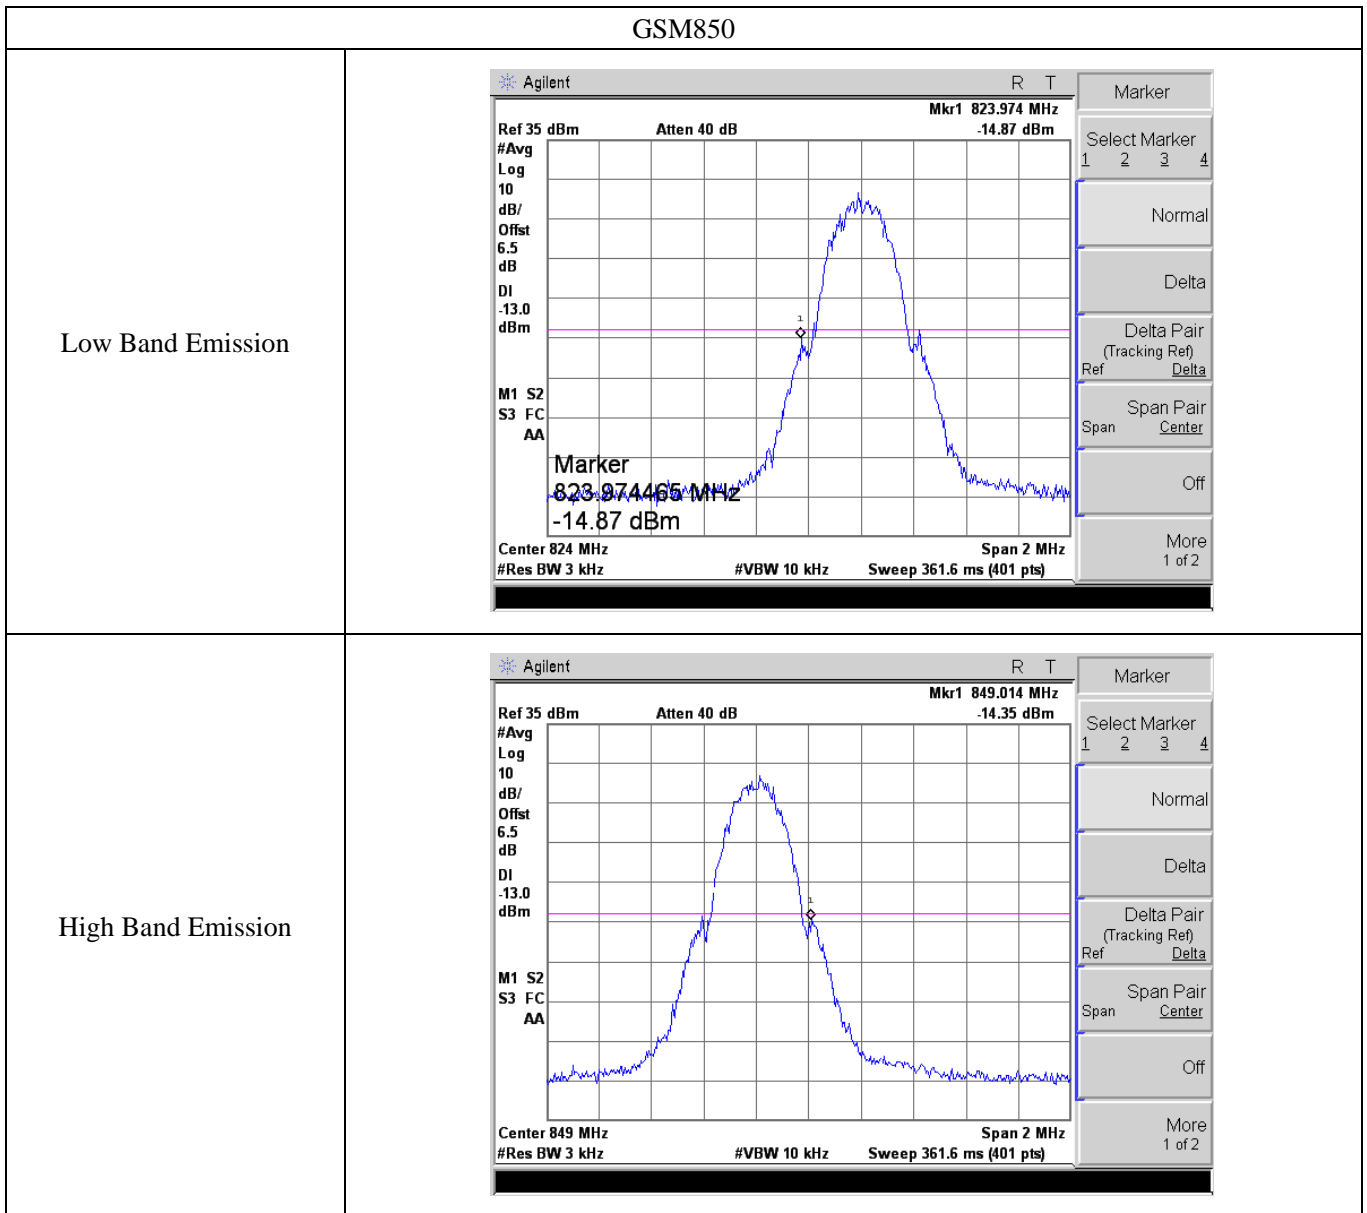 GSM850
Low Band Emission
Agilent R T
Mkr1 823.974 MHz
Ref 35 dBm Atten 40 dB -14.87 dBm
#Avg
Log
10
dB/
Offst
6.5
dB
DI
-13.0
dBm
1
M1 S2
S3 FC
AA
Marker
823.974465 MHz
-14.87 dBm
Center 824 MHz Span 2 MHz
#Res BW 3 kHz #VBW 10 kHz Sweep 361.6 ms (401 pts)
Marker
Select Marker
1 2 3 4
Normal
Delta
Delta Pair
(Tracking Ref)
Ref Delta
Span Pair
Span Center
Off
More
1 of 2
High Band Emission
Agilent R T
Mkr1 849.014 MHz
Ref 35 dBm Atten 40 dB -14.35 dBm
#Avg
Log
10
dB/
Offst
6.5
dB
DI
-13.0
dBm
1
M1 S2
S3 FC
AA
Center 849 MHz Span 2 MHz
#Res BW 3 kHz #VBW 10 kHz Sweep 361.6 ms (401 pts)
Marker
Select Marker
1 2 3 4
Normal
Delta
Delta Pair
(Tracking Ref)
Ref Delta
Span Pair
Span Center
Off
More
1 of 2